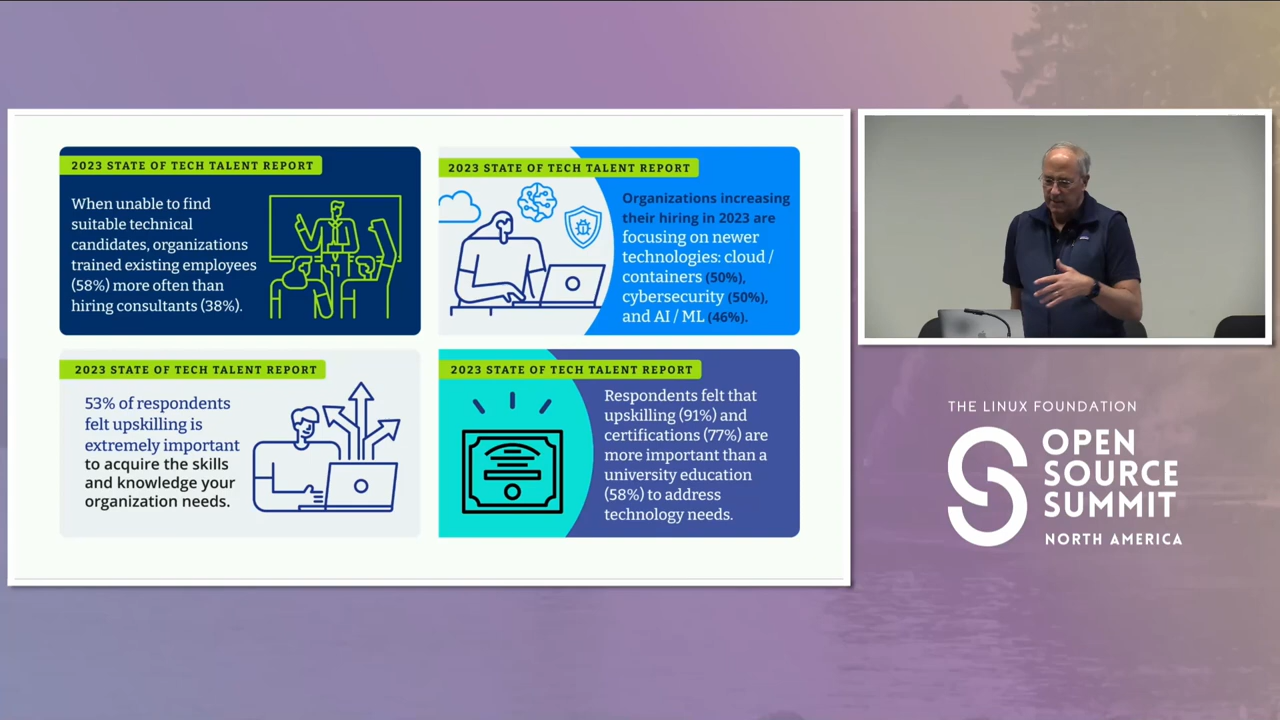 2023 STATE OF TECH TALENT REPORT
When unable to find
suitable technical
candidates, organizations
trained existing employees
(58%) more often than
hiring consultants (38%).
2023 STATE OF TECH TALENT REPORT
Organizations increasing
their hiring in 2023 are
focusing on newer
technologies: cloud /
containers (50%),
cybersecurity (50%),
and AI / ML (46%).
2023 STATE OF TECH TALENT REPORT
53% of respondents
felt upskilling is
extremely important
to acquire the skills
and knowledge your
organization needs.
2023 STATE OF TECH TALENT REPORT
Respondents felt that
upskilling (91%) and
certifications (77%) are
more important than a
university education
(58%) to address
technology needs.
THE LINUX FOUNDATION
OPEN
SOURCE
SUMMIT
NORTH AMERICA